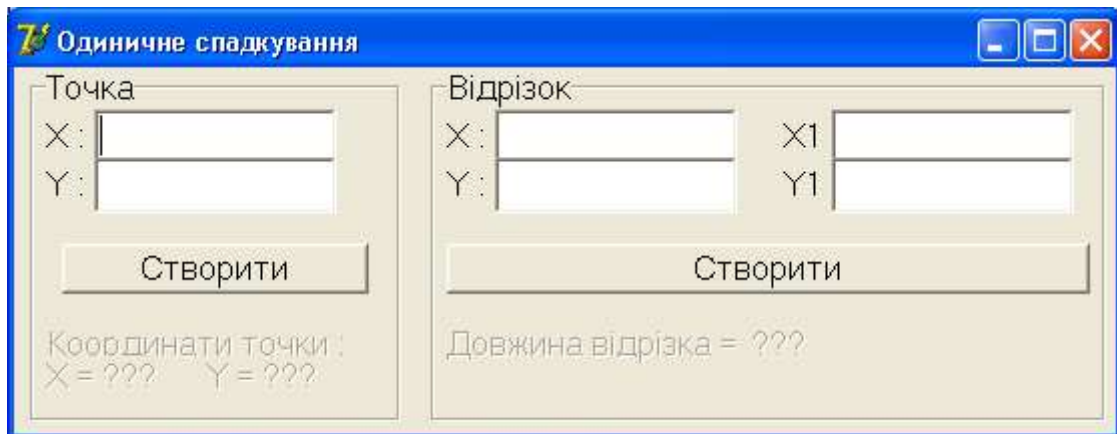 Одиничне спадкування
Точка
X :
Y :
Створити
Координати точки :
X = ??? Y = ???
Відрізок
X : X1
Y : Y1
Створити
Довжина відрізка = ???